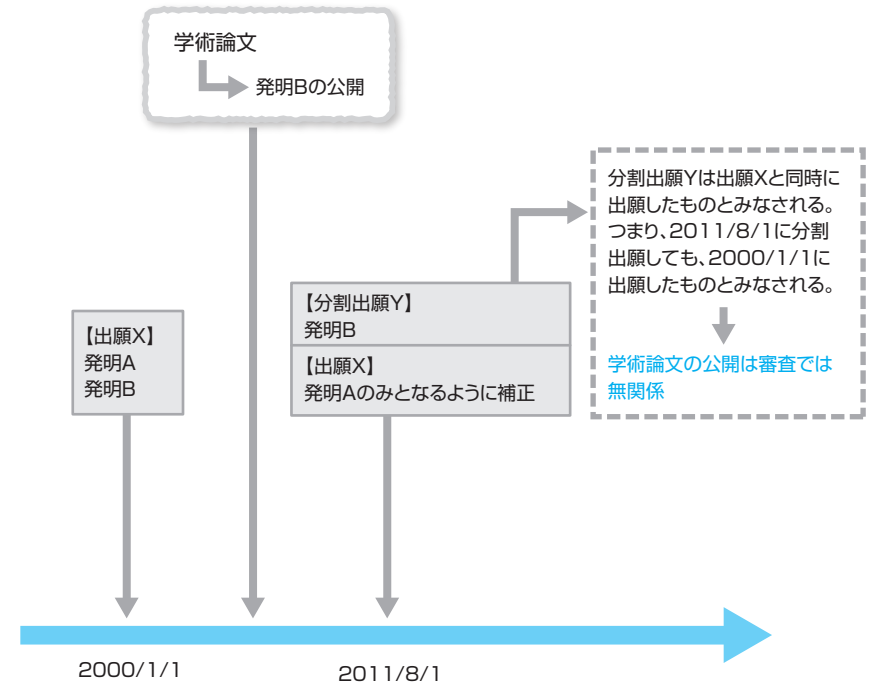 学術論文
発明Bの公開
【出願X】
発明A
発明B
【分割出願Y】
発明B
【出願X】
発明Aのみとなるように補正
分割出願Yは出願Xと同時に
出願したものとみなされる。
つまり、2011/8/1に分割
出願しても、2000/1/1に
出願したものとみなされる。
学術論文の公開は審査では
無関係
2000/1/1
2011/8/1